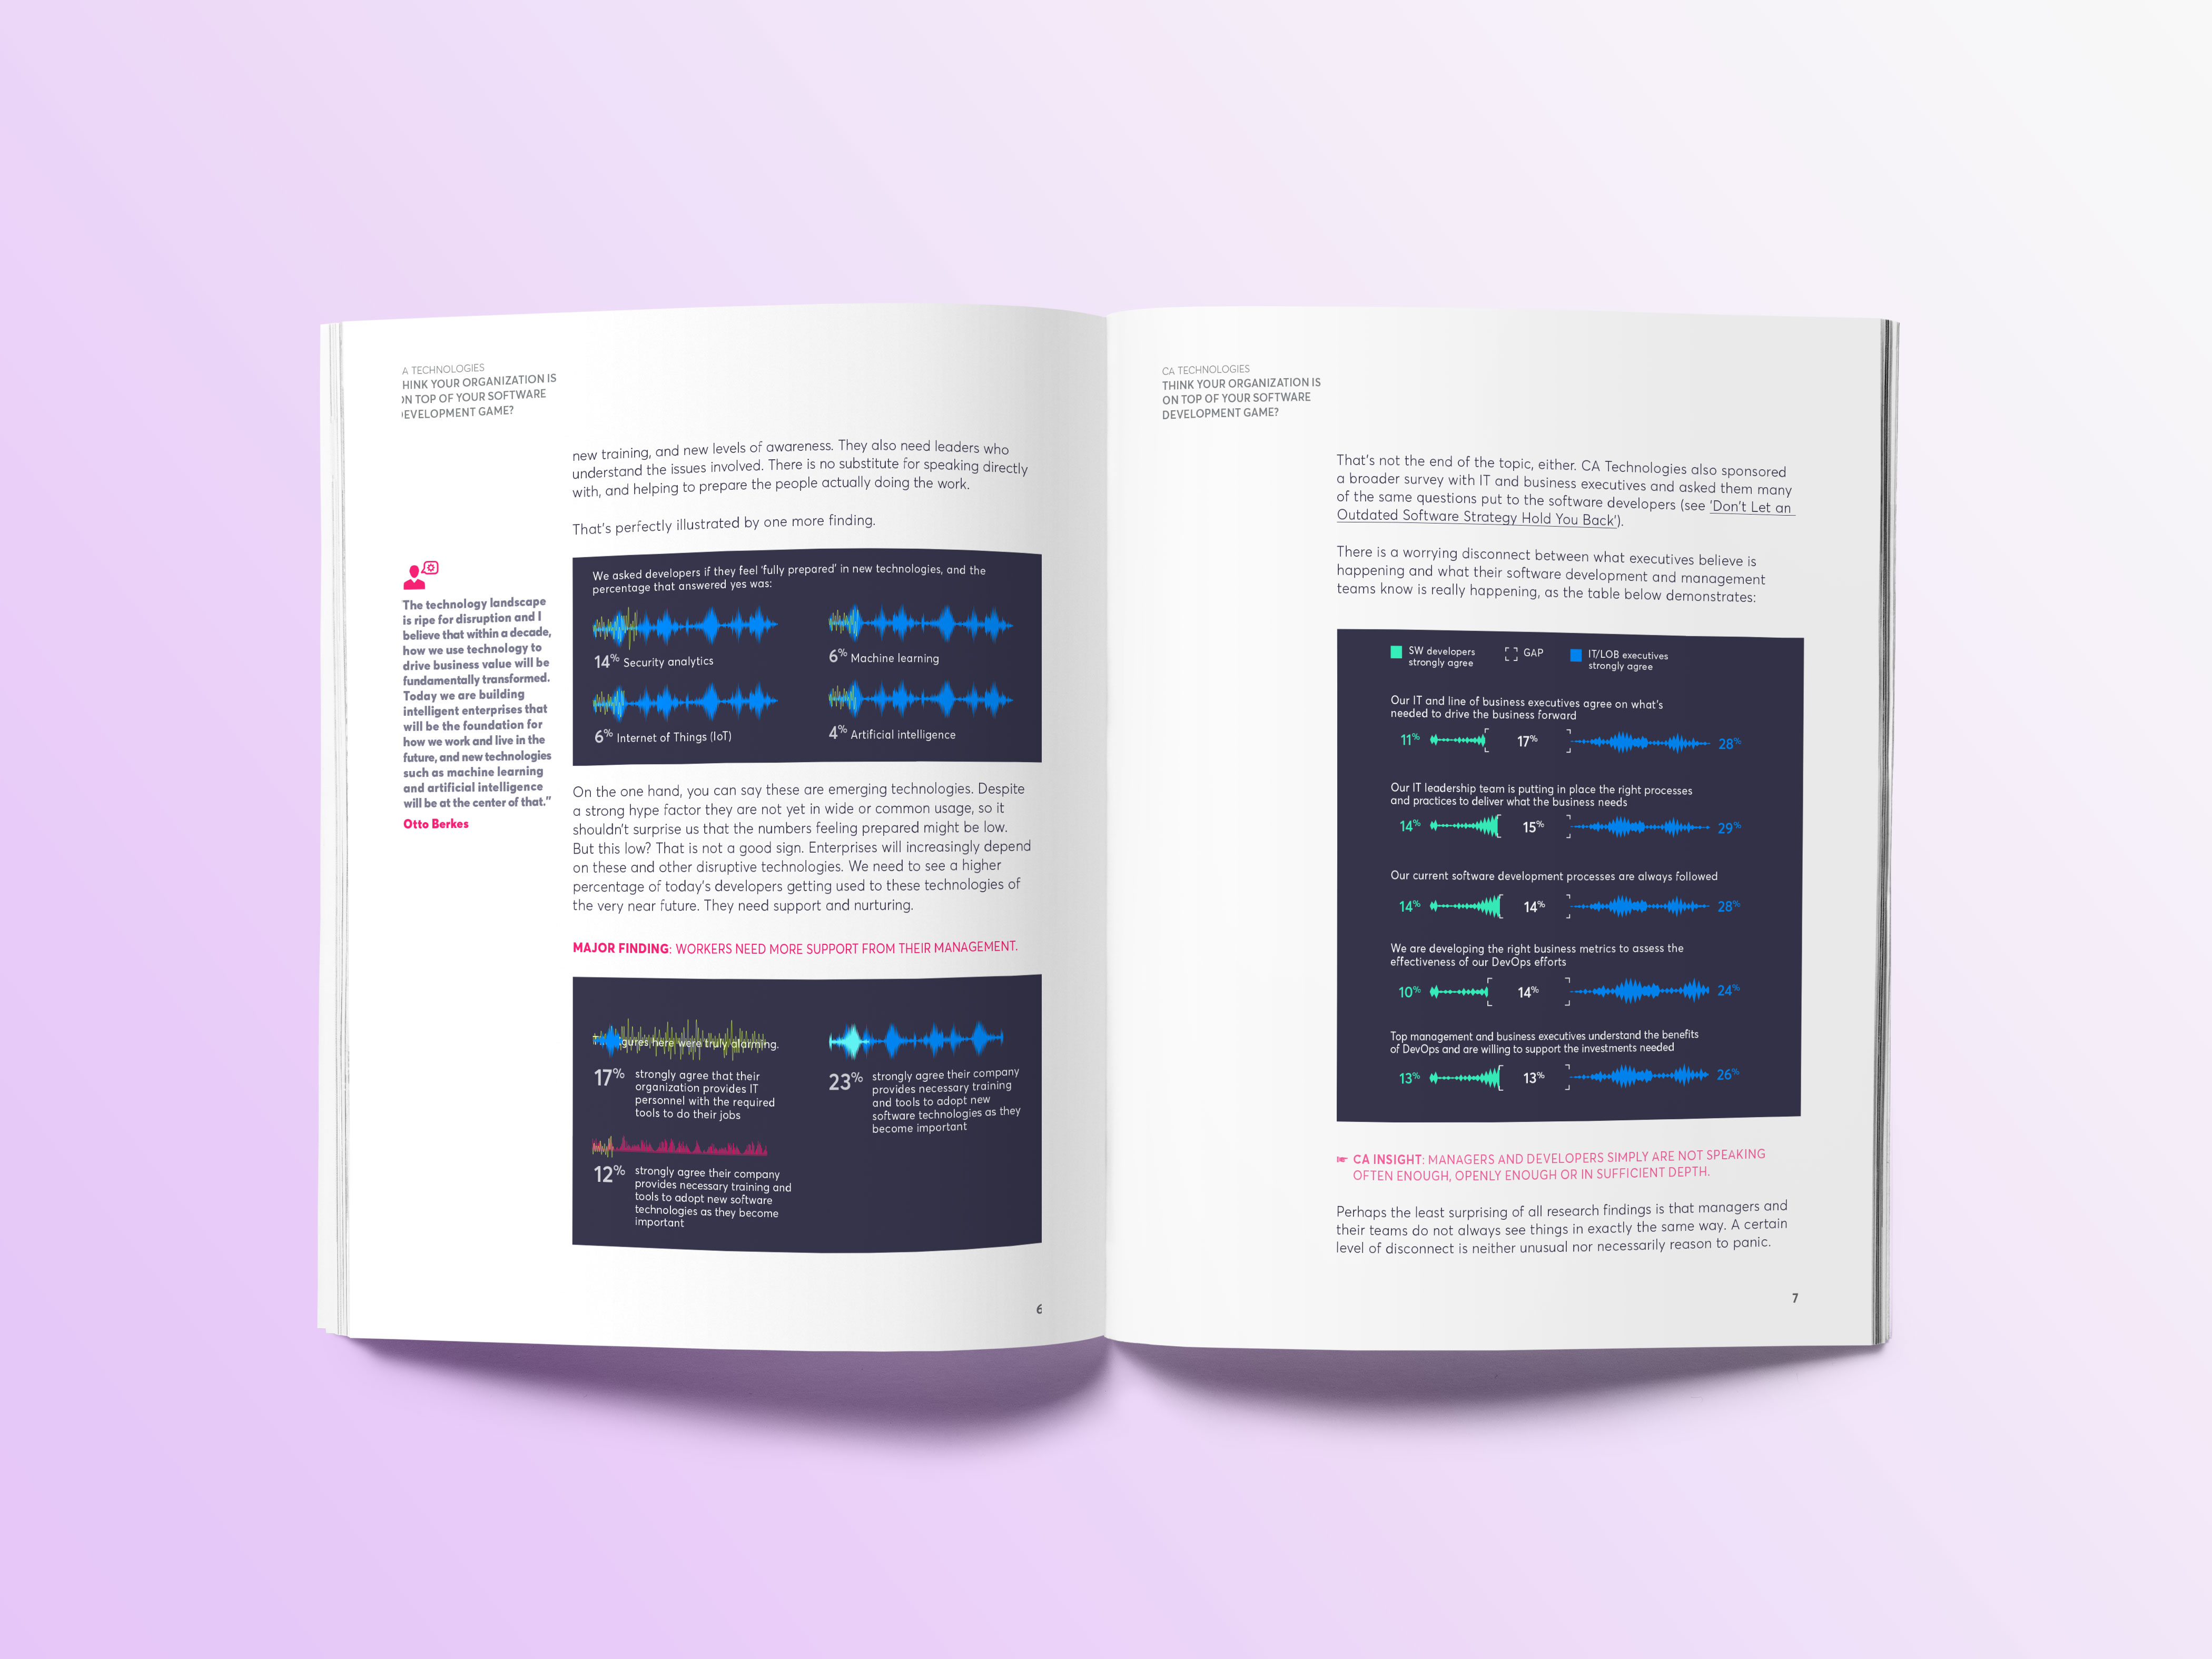 A TECHNOLOGIES
HINK YOUR ORGANIZATION IS
ON TOP OF YOUR SOFTWARE
DEVELOPMENT GAME?
new training, and new levels of awareness. They also need leaders who
understand the issues involved. There is no substitute for speaking directly
with, and helping to prepare the people actually doing the work.
That's perfectly illustrated by one more finding.
The technology landscape
is ripe for disruption and I
believe that within a decade,
how we use technology to
drive business value will be
fundamentally transformed.
Today we are building
intelligent enterprises that
will be the foundation for
how we work and live in the
future, and new technologies
such as machine learning
and artificial intelligence
will be at the center of that."
Otto Berkes
We asked developers if they feel 'fully prepared' in new technologies, and the
percentage that answered yes was:
14% Security analytics
6% Machine learning
6% Internet of Things (IoT)
4% Artificial intelligence
On the one hand, you can say these are emerging technologies. Despite
a strong hype factor they are not yet in wide or common usage, so it
shouldn't surprise us that the numbers feeling prepared might be low.
But this low? That is not a good sign. Enterprises will increasingly depend
on these and other disruptive technologies. We need to see a higher
percentage of today's developers getting used to these technologies of
the very near future. They need support and nurturing.
MAJOR FINDING: WORKERS NEED MORE SUPPORT FROM THEIR MANAGEMENT.
gures here were truly alarming.
17% strongly agree that their
organization provides IT
personnel with the required
tools to do their jobs
23% strongly agree their company
provides necessary training
and tools to adopt new
software technologies as they
become important
12% strongly agree their company
provides necessary training and
tools to adopt new software
technologies as they become
important
6
CA TECHNOLOGIES
THINK YOUR ORGANIZATION IS
ON TOP OF YOUR SOFTWARE
DEVELOPMENT GAME?
That's not the end of the topic, either. CA Technologies also sponsored
a broader survey with IT and business executives and asked them many
of the same questions put to the software developers (see 'Don't Let an
Outdated Software Strategy Hold You Back').
There is a worrying disconnect between what executives believe is
happening and what their software development and management
teams know is really happening, as the table below demonstrates:
SW developers
strongly agree
GAP
IT/LOB executives
strongly agree
Our IT and line of business executives agree on what's
needed to drive the business forward
11% 17% 28%
Our IT leadership team is putting in place the right processes
and practices to deliver what the business needs
14% 15% 29%
Our current software development processes are always followed
14% 14% 28%
We are developing the right business metrics to assess the
effectiveness of our DevOps efforts
10% 14% 24%
Top management and business executives understand the benefits
of DevOps and are willing to support the investments needed
13% 13% 26%
CA INSIGHT: MANAGERS AND DEVELOPERS SIMPLY ARE NOT SPEAKING
OFTEN ENOUGH, OPENLY ENOUGH OR IN SUFFICIENT DEPTH.
Perhaps the least surprising of all research findings is that managers and
their teams do not always see things in exactly the same way. A certain
level of disconnect is neither unusual nor necessarily reason to panic.
7